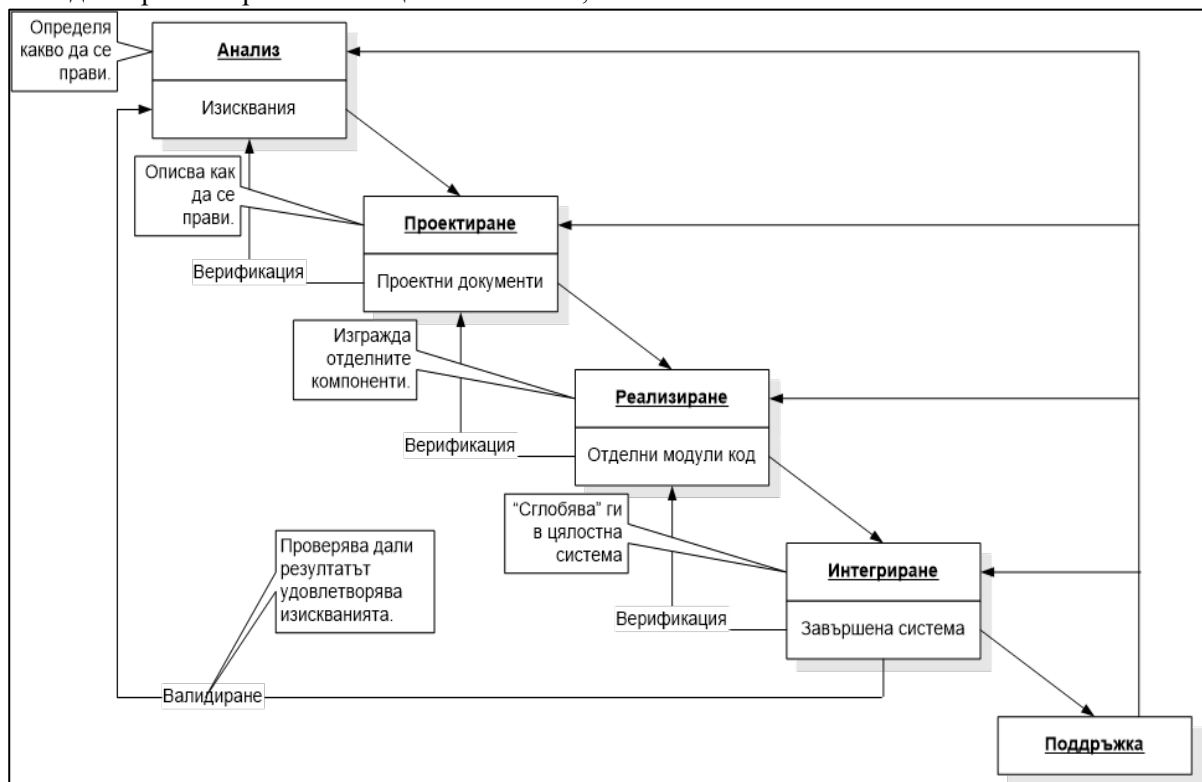 Определя
какво да се
прави.
Анализ
Изисквания
Описва как
да се
прави.
Проектиране
Верификация
Проектни документи
Изгражда
отделните
компоненти.
Реализиране
Верификация
Отделни модули код
“Сглобява” ги
в цялостна
система
Проверява дали
резултатът
удовлетворява
изискванията.
Интегриране
Верификация
Завършена система
Валидиране
Поддръжка